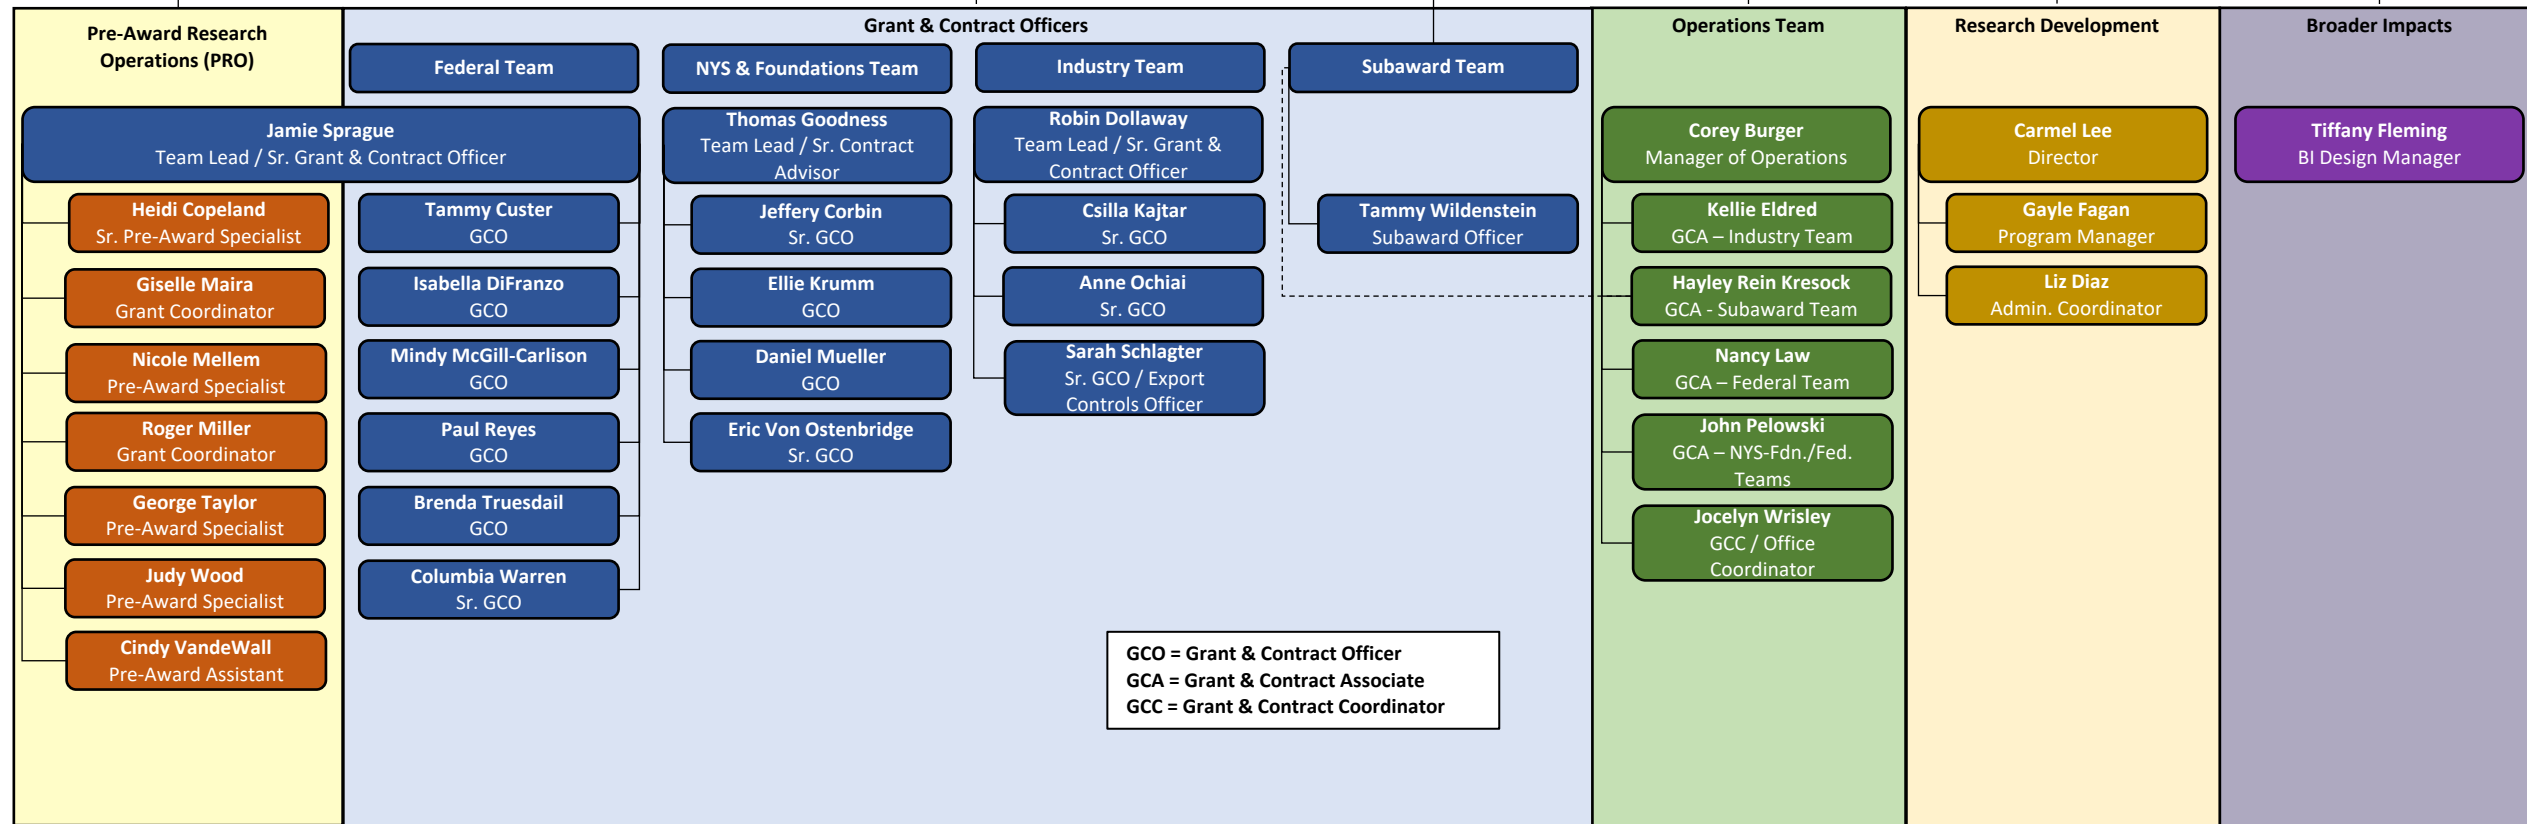 Pre-Award Research
Operations (PRO)
Grant & Contract Officers
Operations Team
Research Development
Broader Impacts
Federal Team
NYS & Foundations Team
Industry Team
Subaward Team
Jamie Sprague
Team Lead / Sr. Grant & Contract Officer
Heidi Copeland
Sr. Pre-Award Specialist
Giselle Maira
Grant Coordinator
Nicole Mellem
Pre-Award Specialist
Roger Miller
Grant Coordinator
George Taylor
Pre-Award Specialist
Judy Wood
Pre-Award Specialist
Cindy VandeWall
Pre-Award Assistant
Tammy Custer
GCO
Isabella DiFranzo
GCO
Mindy McGill-Carlison
GCO
Paul Reyes
GCO
Brenda Truesdail
GCO
Columbia Warren
Sr. GCO
Thomas Goodness
Team Lead / Sr. Contract
Advisor
Jeffery Corbin
Sr. GCO
Ellie Krumm
GCO
Daniel Mueller
GCO
Eric Von Ostenbridge
Sr. GCO
Robin Dollaway
Team Lead / Sr. Grant &
Contract Officer
Csilla Kajtar
Sr. GCO
Anne Ochiai
Sr. GCO
Sarah Schlagter
Sr. GCO / Export
Controls Officer
Tammy Wildenstein
Subaward Officer
Corey Burger
Manager of Operations
Kellie Eldred
GCA – Industry Team
Hayley Rein Kresock
GCA - Subaward Team
Nancy Law
GCA – Federal Team
John Pelowski
GCA – NYS-Fdn./Fed.
Teams
Jocelyn Wrisley
GCC / Office
Coordinator
Carmel Lee
Director
Gayle Fagan
Program Manager
Liz Diaz
Admin. Coordinator
Tiffany Fleming
BI Design Manager
GCO = Grant & Contract Officer
GCA = Grant & Contract Associate
GCC = Grant & Contract Coordinator